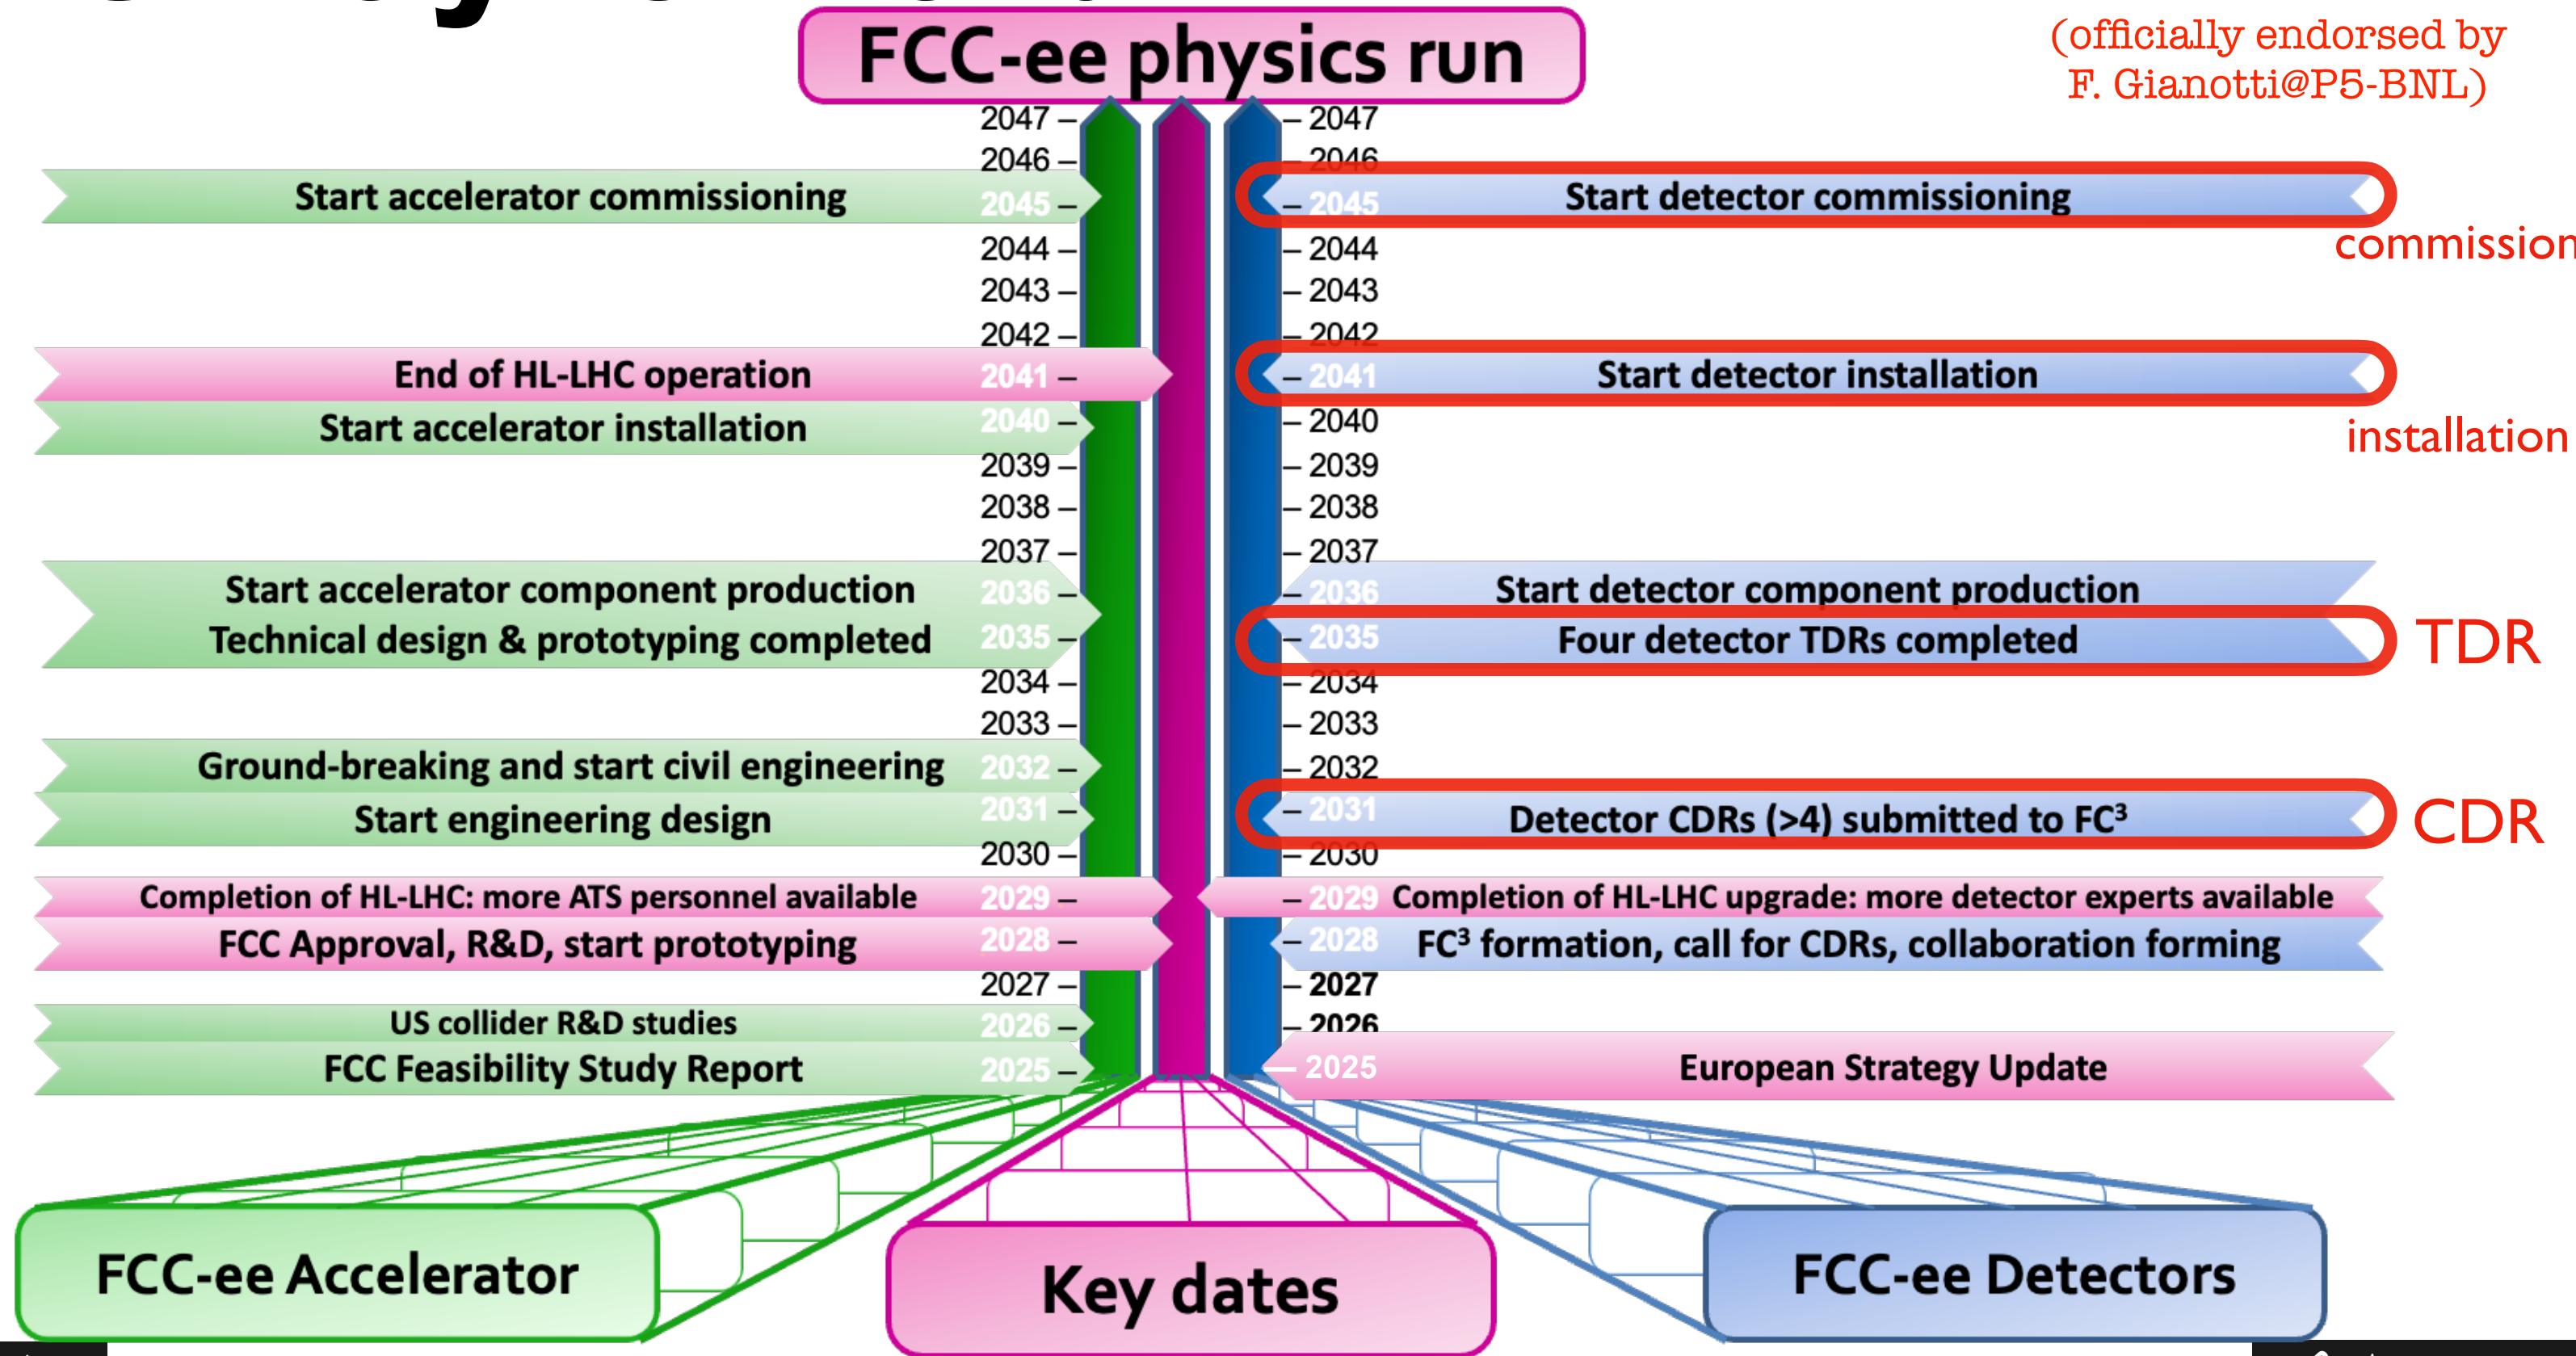 FCC-ee physics run
(officially endorsed by
F. Gianotti@P5-BNL)
2047 – – 2047
2046 – – 2046
Start accelerator commissioning 2045 – – 2045 Start detector commissioning
commission
2044 – – 2044
2043 – – 2043
2042 – – 2042
End of HL-LHC operation 2041 – – 2041 Start detector installation
Start accelerator installation 2040 – – 2040
installation
2039 – – 2039
2038 – – 2038
2037 – – 2037
Start accelerator component production 2036 – – 2036 Start detector component production
Technical design & prototyping completed 2035 – – 2035 Four detector TDRs completed TDR
2034 – – 2034
2033 – – 2033
Ground-breaking and start civil engineering 2032 – – 2032
Start engineering design 2031 – – 2031 Detector CDRs (>4) submitted to FC³ CDR
2030 – – 2030
Completion of HL-LHC: more ATS personnel available 2029 – – 2029 Completion of HL-LHC upgrade: more detector experts available
FCC Approval, R&D, start prototyping 2028 – – 2028 FC³ formation, call for CDRs, collaboration forming
2027 – – 2027
US collider R&D studies 2026 – – 2026
FCC Feasibility Study Report 2025 – — 2025 European Strategy Update
FCC-ee Accelerator
Key dates
FCC-ee Detectors